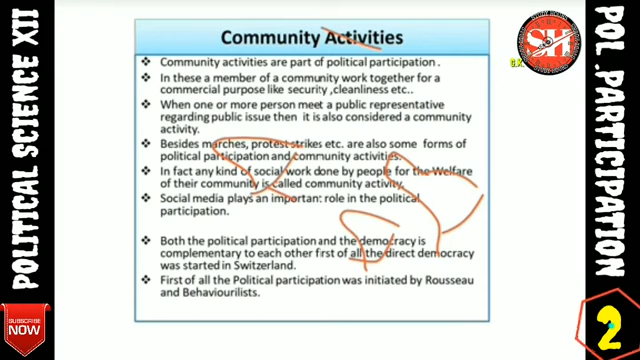 POLITICAL SCIENCE XII
SUBSCRIBE
NOW
Community Activities
Community activities are part of political participation .
In these a member of a community work together for a
commercial purpose like security ,cleanliness etc..
When one or more person meet a public representative
regarding public issue then it is also considered a community
activity.
Besides marches, protest strikes etc. are also some forms of
political participation and community activities.
In fact any kind of social work done by people for the Welfare
of their community is called community activity.
Social media plays an important role in the political
participation.
Both the political participation and the democracy is
complementary to each other first of all the direct democracy
was started in Switzerland.
First of all the Political participation was initiated by Rousseau
and Behaviourilists.
SH
G.K
POL. PARTICIPATION
2